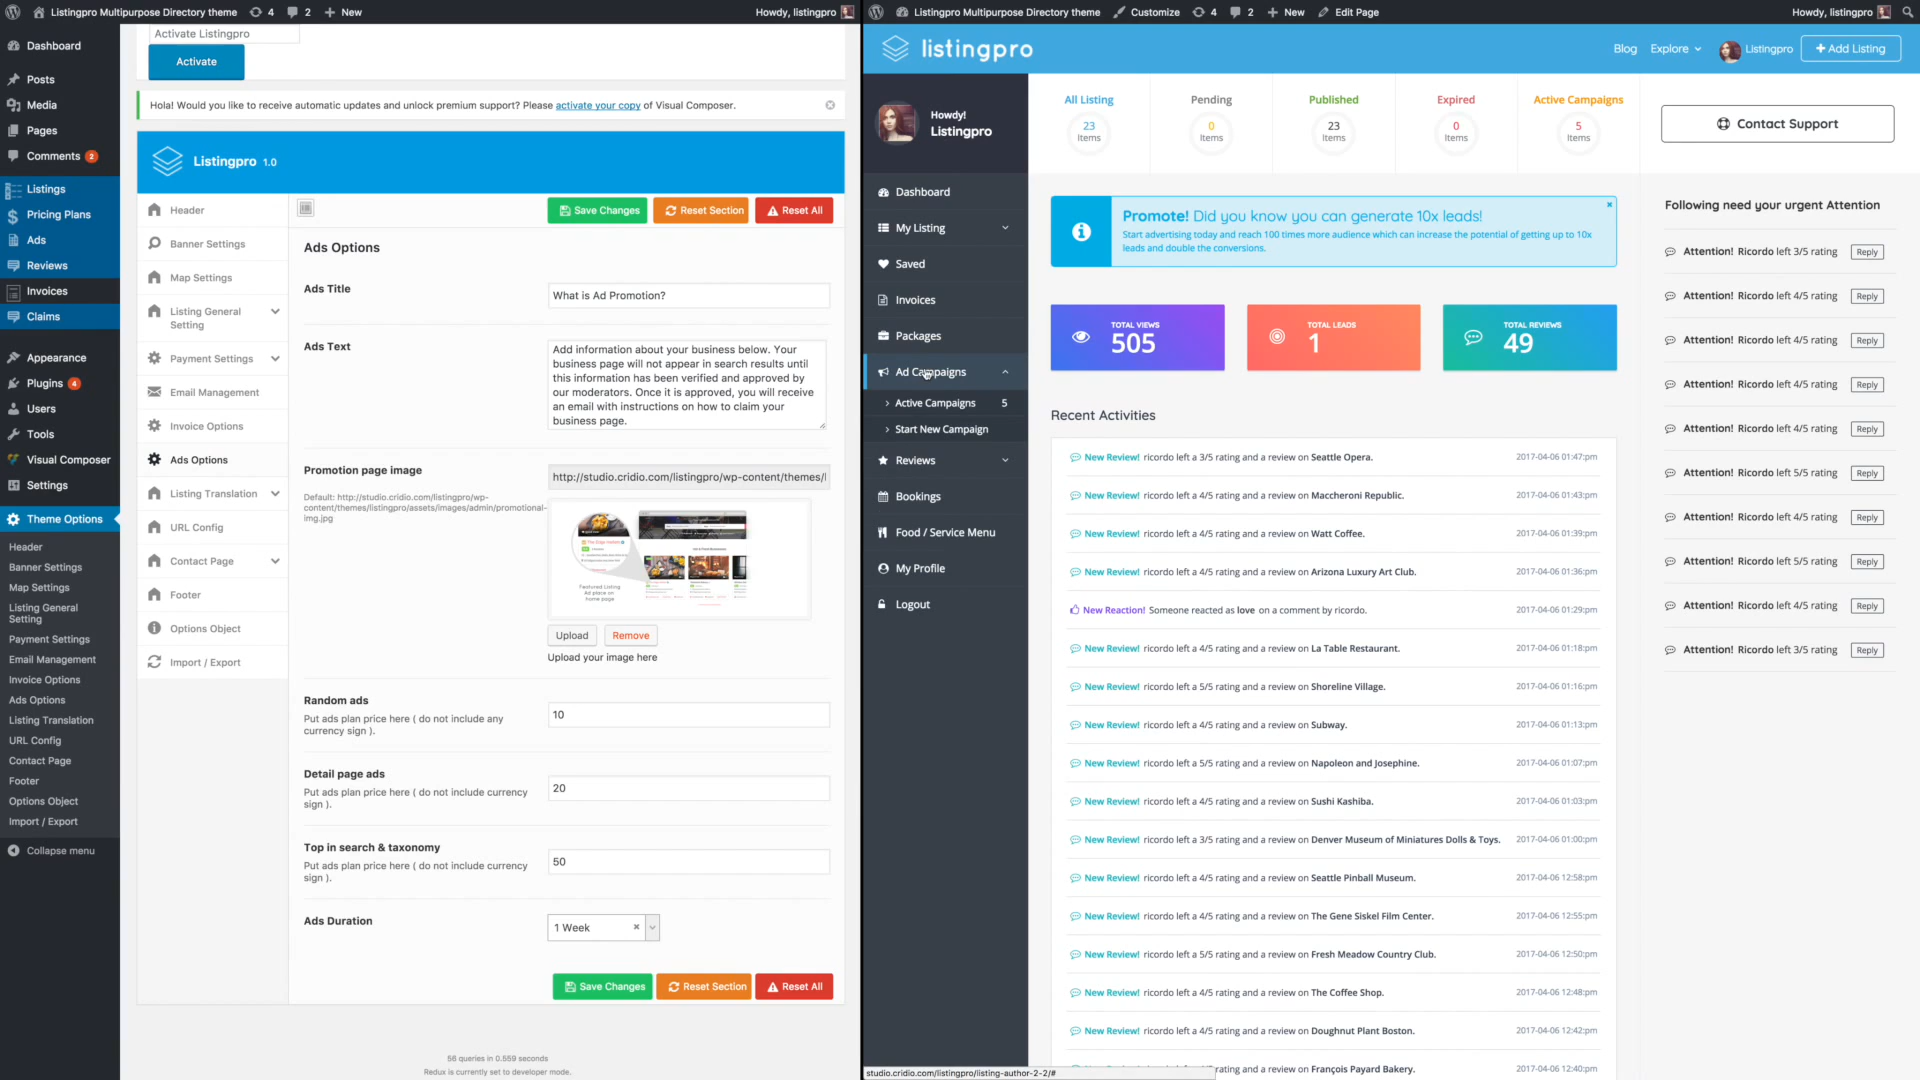 Listingpro Multipurpose Directory theme 4 2 New Howdy, listingpro
Dashboard
Posts
Media
Pages
Comments 2
Listings
Pricing Plans
Ads
Reviews
Invoices
Claims
Appearance
Plugins 4
Users
Tools
Visual Composer
Settings
Theme Options
Header
Banner Settings
Map Settings
Listing General
Setting
Payment Settings
Email Management
Invoice Options
Ads Options
Listing Translation
URL Config
Contact Page
Footer
Options Object
Import / Export
Collapse menu
Activate Listingpro
Activate
Hola! Would you like to receive automatic updates and unlock premium support? Please activate your copy of Visual Composer.
Listingpro 1.0
Header
Banner Settings
Map Settings
Listing General
Setting
Payment Settings
Email Management
Invoice Options
Ads Options
Listing Translation
URL Config
Contact Page
Footer
Options Object
Import / Export
Save Changes Reset Section Reset All
Ads Options
Ads Title
What is Ad Promotion?
Ads Text
Add information about your business below. Your
business page will not appear in search results until
this information has been verified and approved by
our moderators. Once it is approved, you will receive
an email with instructions on how to claim your
business page.
Promotion page image
Default: http://studio.cridio.com/listingpro/wp-
content/themes/listingpro/assets/images/admin/promotional-
img.jpg
http://studio.cridio.com/listingpro/wp-content/themes/l
Featured Listing
Ad place on
Home page
Upload Remove
Upload your image here
Random ads
Put ads plan price here ( do not include any
currency sign ).
10
Detail page ads
Put ads plan price here ( do not include currency
sign ).
20
Top in search & taxonomy
Put ads plan price here ( do not include currency
sign ).
50
Ads Duration
1 Week
Save Changes Reset Section Reset All
56 queries in 0.559 seconds
Redux is currently set to developer mode.
Listingpro Multipurpose Directory theme Customize 4 2 New Edit Page Howdy, listingpro
listingpro
Blog Explore Listingpro + Add Listing
Howdy!
Listingpro
Dashboard
My Listing
Saved
Invoices
Packages
Ad Campaigns
Active Campaigns 5
Start New Campaign
Reviews
Bookings
Food / Service Menu
My Profile
Logout
All Listing Pending Published Expired Active Campaigns
23 0 23 0 5
Items Items Items Items Items
Contact Support
Promote! Did you know you can generate 10x leads!
Start advertising today and reach 100 times more audience which can increase the potential of getting up to 10x
leads and double the conversions.
TOTAL VIEWS
505
TOTAL LEADS
1
TOTAL REVIEWS
49
Recent Activities
New Review! ricordo left a 3/5 rating and a review on Seattle Opera. 2017-04-06 01:47:pm
New Review! ricordo left a 4/5 rating and a review on Maccheroni Republic. 2017-04-06 01:43:pm
New Review! ricordo left a 4/5 rating and a review on Watt Coffee. 2017-04-06 01:39:pm
New Review! ricordo left a 4/5 rating and a review on Arizona Luxury Art Club. 2017-04-06 01:36:pm
New Reaction! Someone reacted as love on a comment by ricordo. 2017-04-06 01:29:pm
New Review! ricordo left a 4/5 rating and a review on La Table Restaurant. 2017-04-06 01:18:pm
New Review! ricordo left a 5/5 rating and a review on Shoreline Village. 2017-04-06 01:16:pm
New Review! ricordo left a 4/5 rating and a review on Subway. 2017-04-06 01:13:pm
New Review! ricordo left a 5/5 rating and a review on Napoleon and Josephine. 2017-04-06 01:07:pm
New Review! ricordo left a 4/5 rating and a review on Sushi Kashiba. 2017-04-06 01:03:pm
New Review! ricordo left a 3/5 rating and a review on Denver Museum of Miniatures Dolls & Toys. 2017-04-06 01:00:pm
New Review! ricordo left a 4/5 rating and a review on Seattle Pinball Museum. 2017-04-06 12:58:pm
New Review! ricordo left a 4/5 rating and a review on The Gene Siskel Film Center. 2017-04-06 12:55:pm
New Review! ricordo left a 5/5 rating and a review on Fresh Meadow Country Club. 2017-04-06 12:50:pm
New Review! ricordo left a 4/5 rating and a review on The Coffee Shop. 2017-04-06 12:48:pm
New Review! ricordo left a 4/5 rating and a review on Doughnut Plant Boston. 2017-04-06 12:42:pm
rating and a review on François Payard Bakery. 2017-04-06 12:40:pm
Following need your urgent Attention
Attention! Ricordo left 3/5 rating Reply
Attention! Ricordo left 4/5 rating Reply
Attention! Ricordo left 4/5 rating Reply
Attention! Ricordo left 4/5 rating Reply
Attention! Ricordo left 4/5 rating Reply
Attention! Ricordo left 5/5 rating Reply
Attention! Ricordo left 4/5 rating Reply
Attention! Ricordo left 5/5 rating Reply
Attention! Ricordo left 4/5 rating Reply
Attention! Ricordo left 3/5 rating Reply
studio.cridio.com/listingpro/listing-author-2-2/#